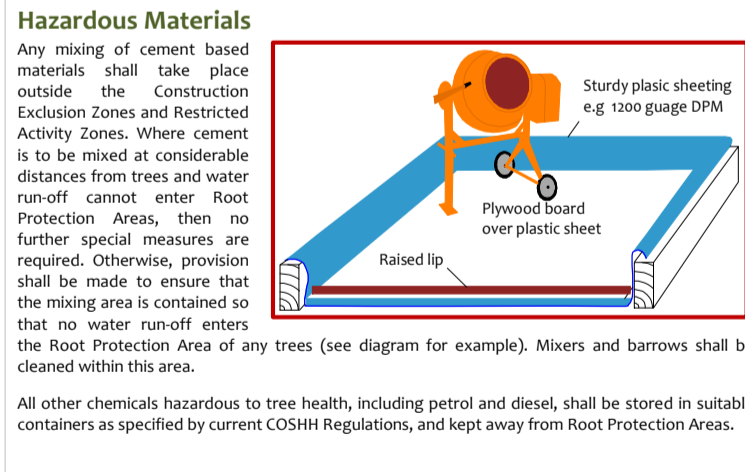 Hazardous Materials
Any mixing of cement based
materials shall take place
outside the Construction
Exclusion Zones and Restricted
Activity Zones. Where cement
is to be mixed at considerable
distances from trees and water
run-off cannot enter Root
Protection Areas, then no
further special measures are
required. Otherwise, provision
shall be made to ensure that
the mixing area is contained so
that no water run-off enters
the Root Protection Area of any trees (see diagram for example). Mixers and barrows shall b
cleaned within this area.
All other chemicals hazardous to tree health, including petrol and diesel, shall be stored in suitabl
containers as specified by current COSHH Regulations, and kept away from Root Protection Areas.
Sturdy plasic sheeting
e.g 1200 guage DPM
Plywood board
over plastic sheet
Raised lip